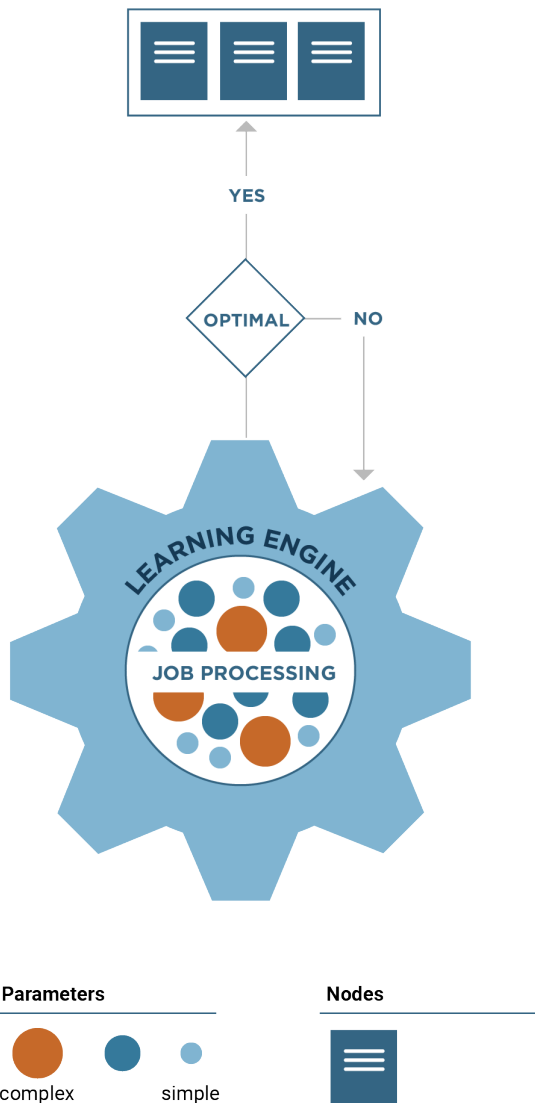 YES
OPTIMAL
NO
LEARNING ENGINE
JOB PROCESSING
Parameters
Nodes
complex
simple